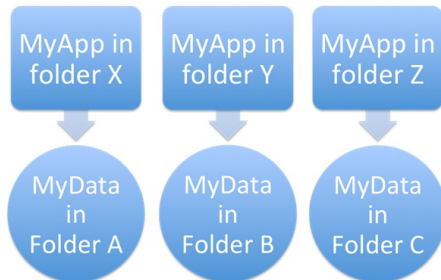 MyApp in
folder X
MyApp in
folder Y
MyApp in
folder Z
MyData
in
Folder A
MyData
in
Folder B
MyData
in
Folder C